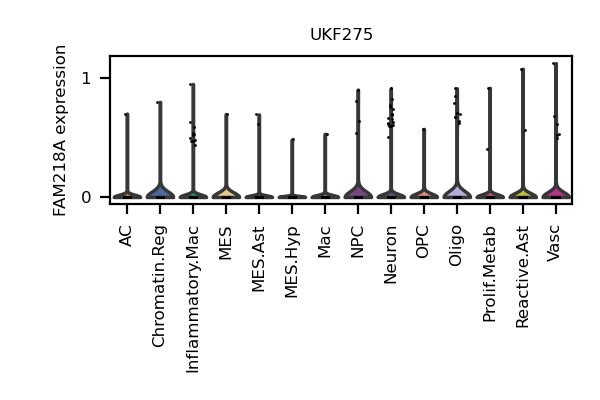 UKF275
FAM218A expression
1
0
AC
Chromatin.Reg
Inflammatory.Mac
MES
MES.Ast
MES.Hyp
Mac
NPC
Neuron
OPC
Oligo
Prolif.Metab
Reactive.Ast
Vasc